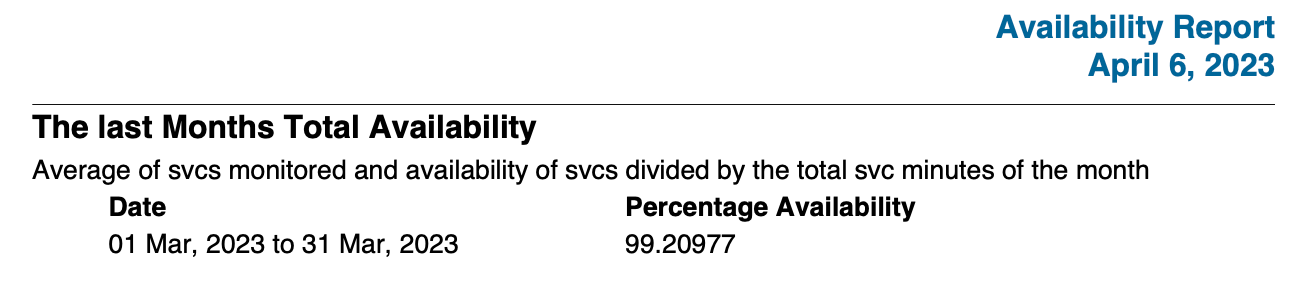 Availability Report
April 6, 2023
The last Months Total Availability
Average of svcs monitored and availability of svcs divided by the total svc minutes of the month
Date Percentage Availability
01 Mar, 2023 to 31 Mar, 2023 99.20977